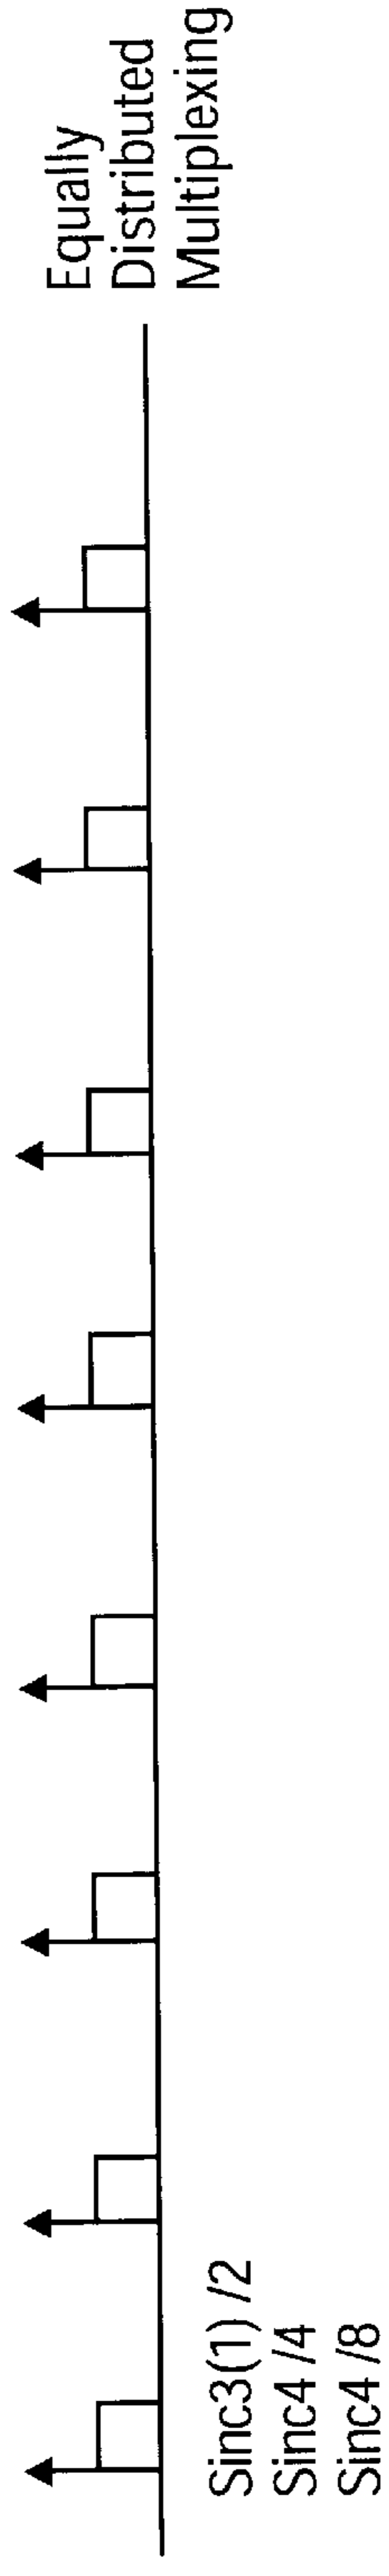 Equally
Distributed
Multiplexing
Sinc3(1) /2
Sinc4 /4
Sinc4 /8